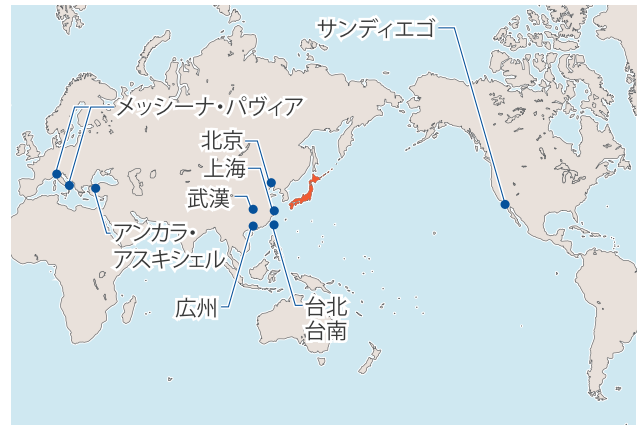 サンディエゴ
メッシーナ・パヴィア
北京
上海
武漢
アンカラ・
アスキシェル
広州
台北
台南